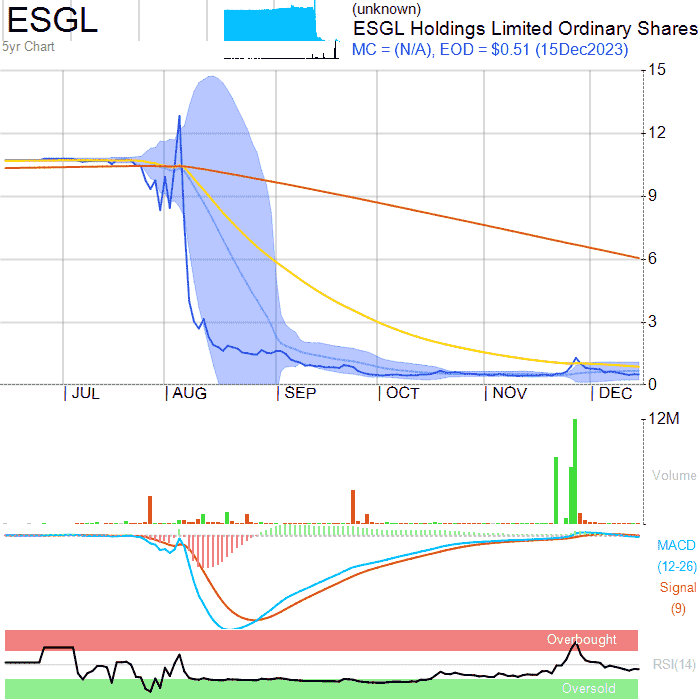 ESGL
5yr Chart
(unknown)
ESGL Holdings Limited Ordinary Shares
MC = (N/A), EOD = $0.51 (15Dec2023)
15
12
9
6
3
0
JUL AUG SEP OCT NOV DEC
12M
Volume
MACD
(12-26)
Signal
(9)
Overbought
RSI(14)
Oversold